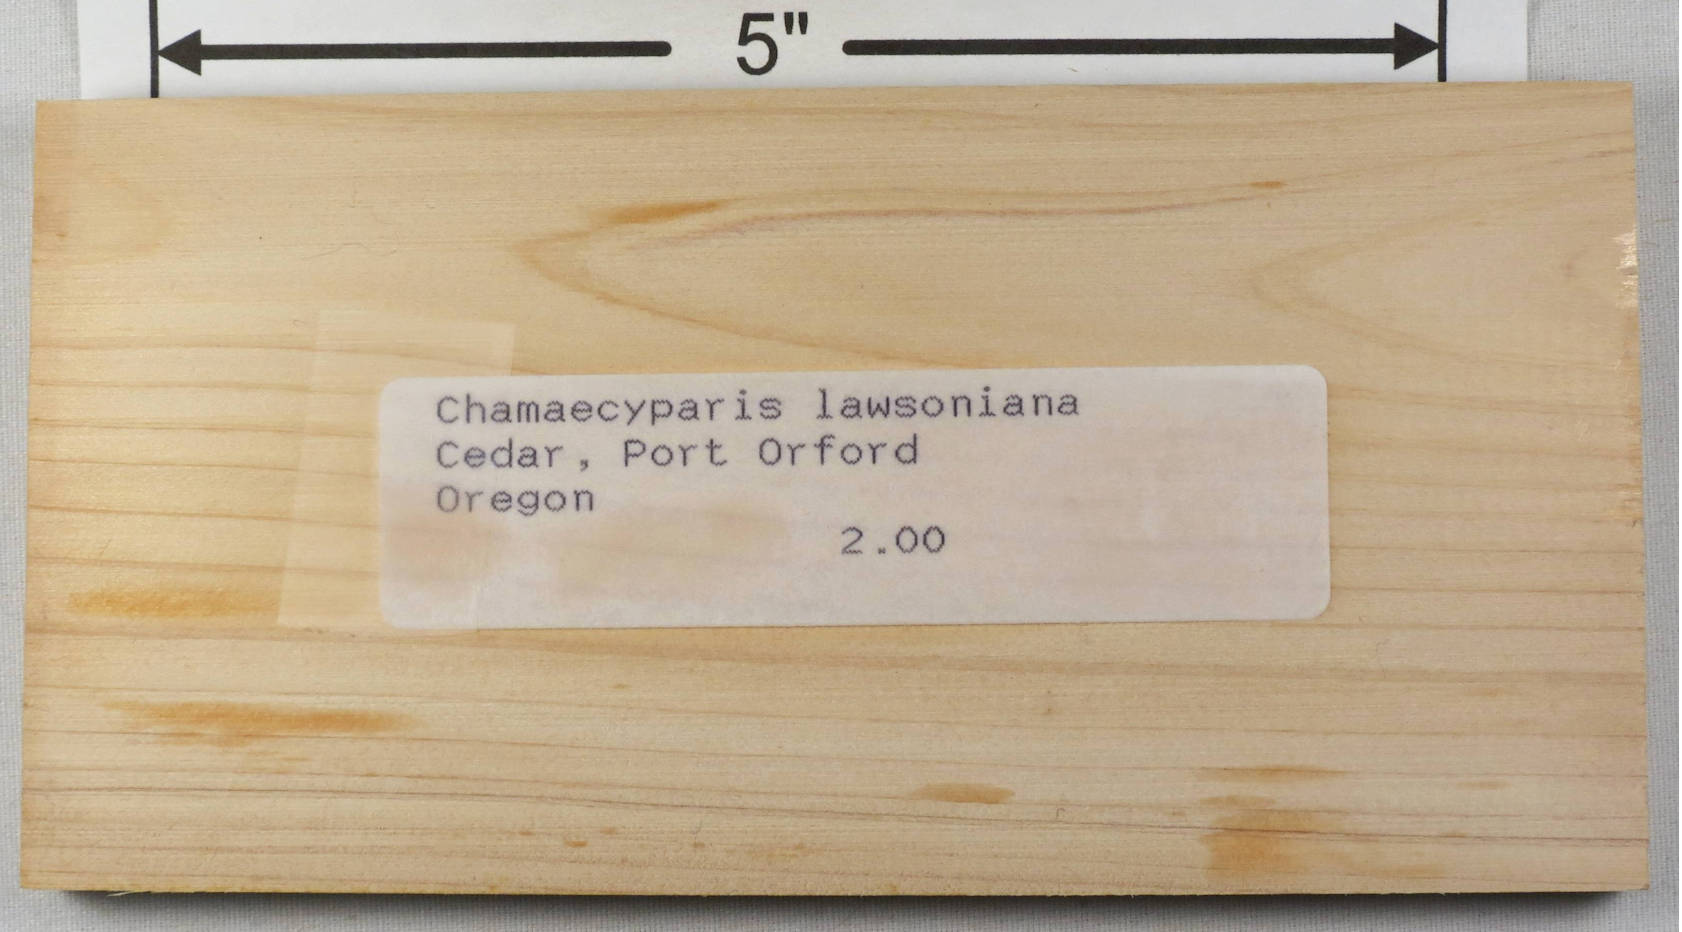 5"
Chamaecyparis lawsoniana
Cedar, Port Orford
Oregon
2.00